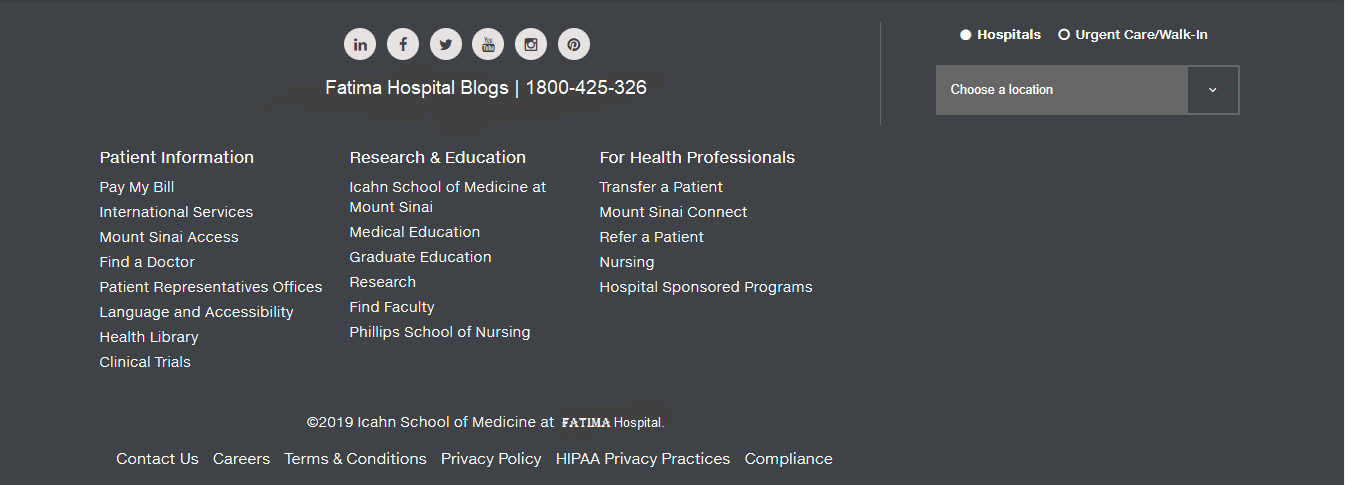 Hospitals Urgent Care/Walk-In
You Tube
Fatima Hospital Blogs | 1800-425-326
Choose a location
Patient Information
Pay My Bill
International Services
Mount Sinai Access
Find a Doctor
Patient Representatives Offices
Language and Accessibility
Health Library
Clinical Trials
Research & Education
Icahn School of Medicine at
Mount Sinai
Medical Education
Graduate Education
Research
Find Faculty
Phillips School of Nursing
For Health Professionals
Transfer a Patient
Mount Sinai Connect
Refer a Patient
Nursing
Hospital Sponsored Programs
©2019 Icahn School of Medicine at FATIMA Hospital.
Contact Us Careers Terms & Conditions Privacy Policy HIPAA Privacy Practices Compliance